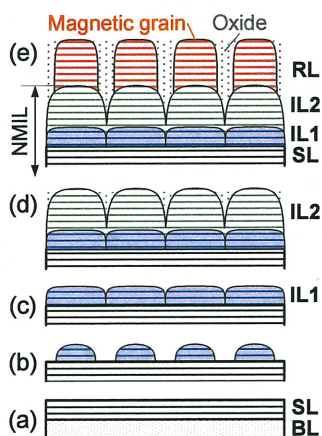 Magnetic grain Oxide
(e)
RL
IL2
IL1
SL
NMIL
(d)
IL2
(c)
IL1
(b)
(a)
SL
BL